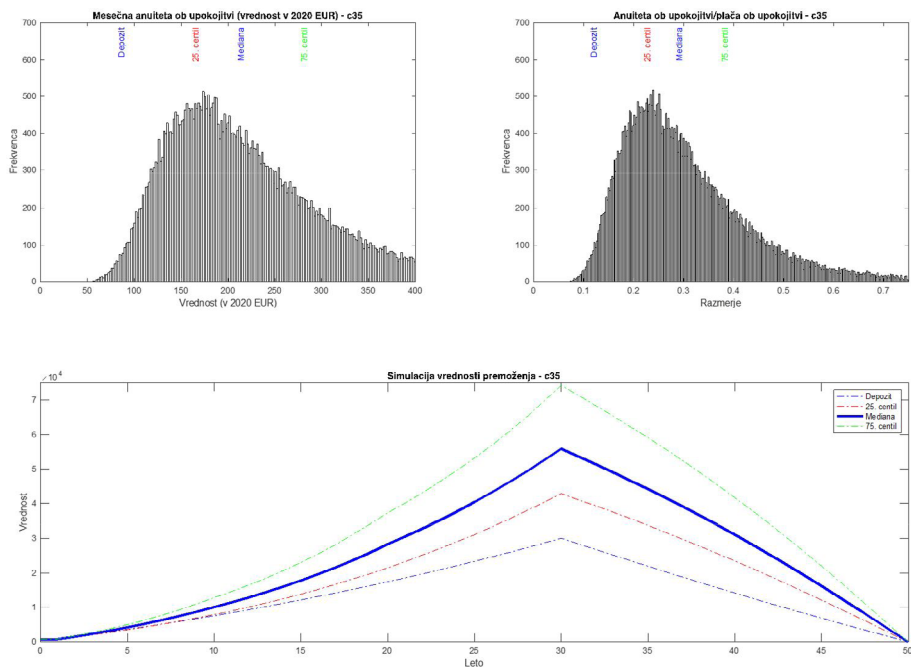 Mesečna anuiteta ob upokojitvi (vrednost v 2020 EUR) - c35
700
600
500
400
300
200
100
0
Frekvenca
Depozit
25. centil
Mediana
75. centil
0 50 100 150 200 250 300 350 400
Vrednost (v 2020 EUR)
Anuiteta ob upokojitvi/plača ob upokojitvi - c35
700
600
500
400
300
200
100
0
Frekvenca
Depozit
25. centil
Mediana
75. centil
0 0.1 0.2 0.3 0.4 0.5 0.6 0.7
Razmerje
Simulacija vrednosti premoženja - c35
×10⁴
7
6
5
4
3
2
1
0
Vrednost
Depozit
25. centil
Mediana
75. centil
0 5 10 15 20 25 30 35 40 45 50
Leto